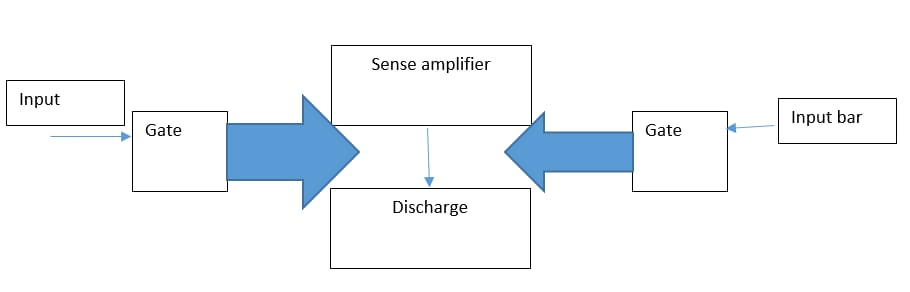 Sense amplifier
Input
Gate
Gate
Input bar
Discharge